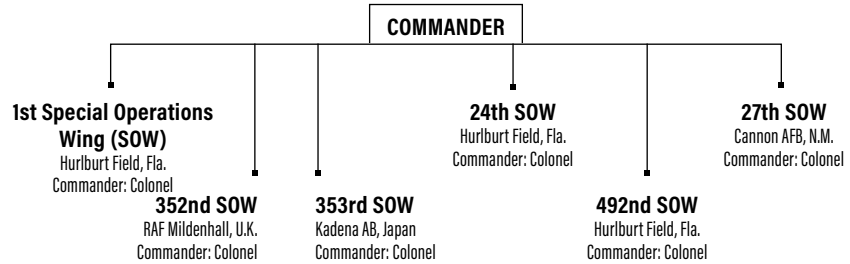 COMMANDER
1st Special Operations
Wing (SOW)
Hurlburt Field, Fla.
Commander: Colonel
352nd SOW
RAF Mildenhall, U.K.
Commander: Colonel
353rd SOW
Kadena AB, Japan
Commander: Colonel
24th SOW
Hurlburt Field, Fla.
Commander: Colonel
492nd SOW
Hurlburt Field, Fla.
Commander: Colonel
27th SOW
Cannon AFB, N.M.
Commander: Colonel